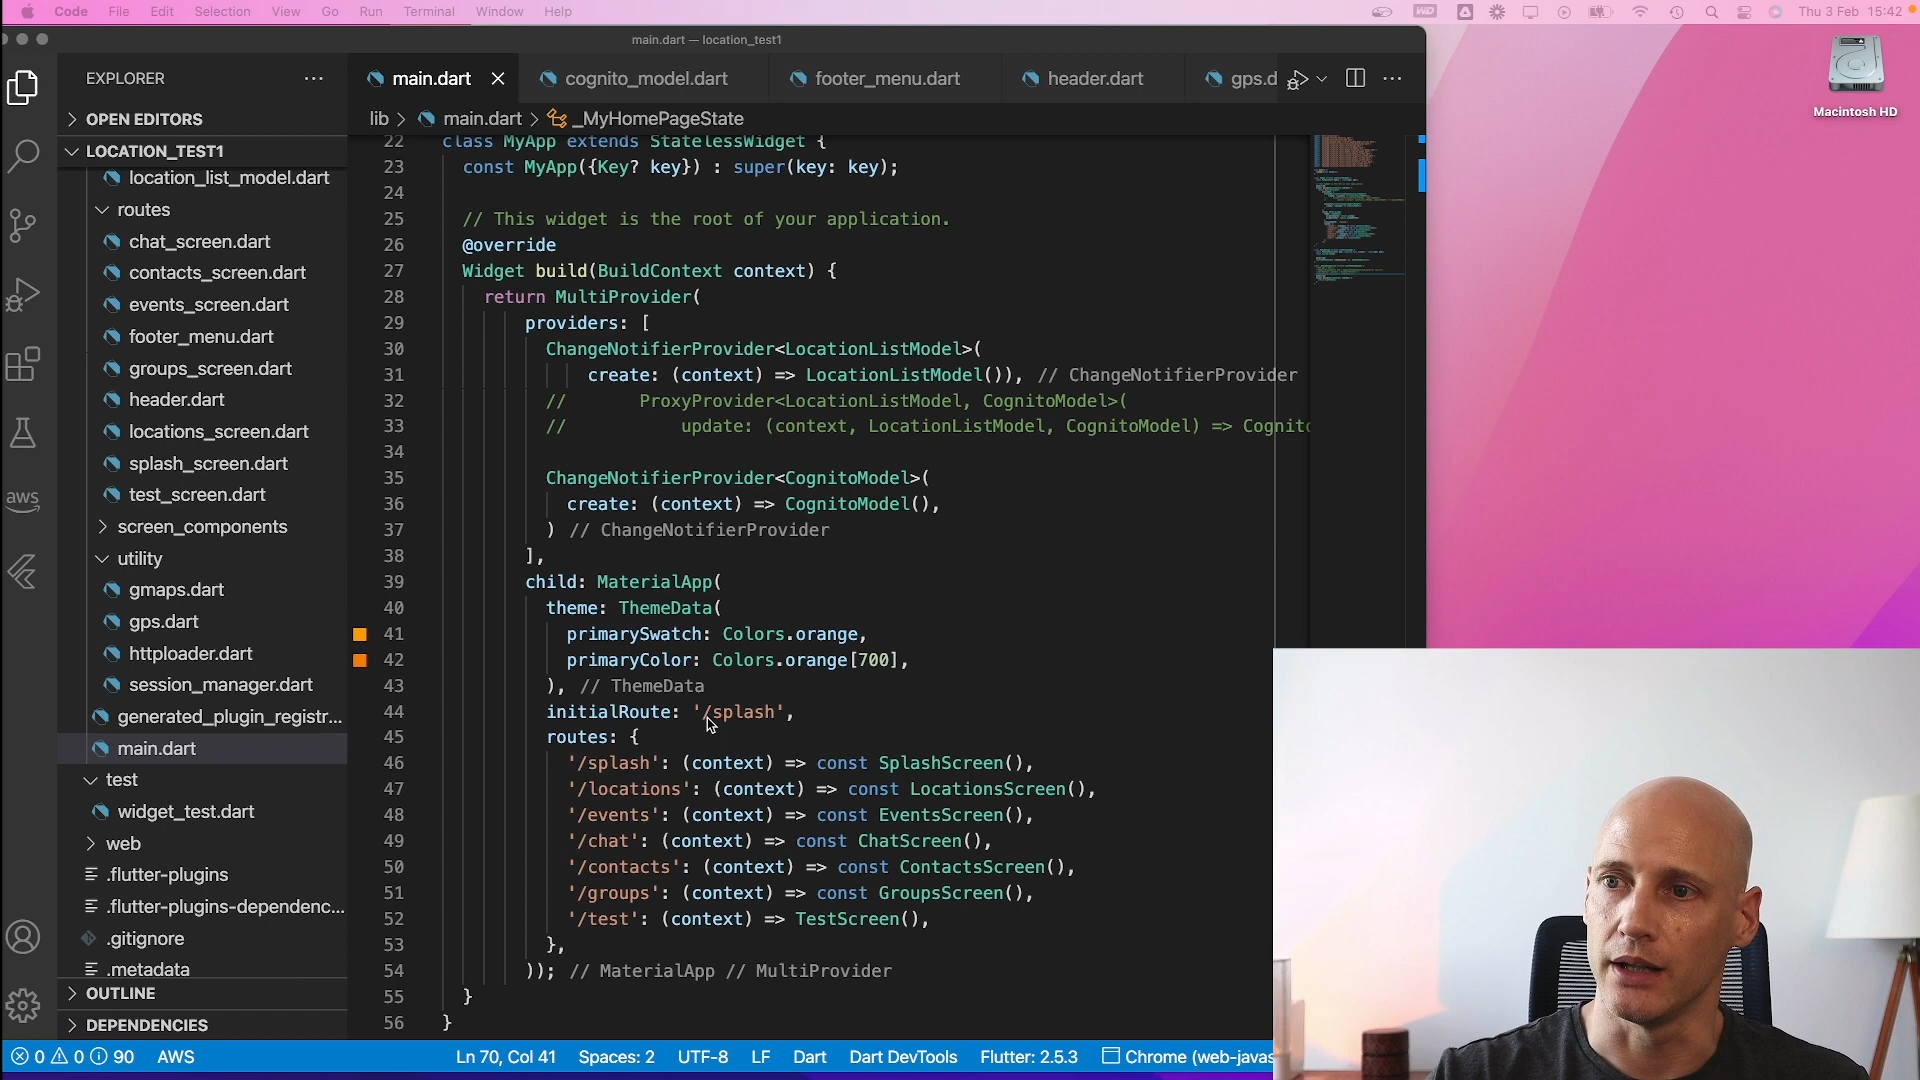 Code File Edit Selection View Go Run Terminal Window Help
WD
Thu 3 Feb 15:42
main.dart — location_test1
Macintosh HD
EXPLORER
OPEN EDITORS
LOCATION_TEST1
location_list_model.dart
routes
chat_screen.dart
contacts_screen.dart
events_screen.dart
footer_menu.dart
groups_screen.dart
header.dart
locations_screen.dart
splash_screen.dart
test_screen.dart
screen_components
utility
gmaps.dart
gps.dart
httploader.dart
session_manager.dart
generated_plugin_registr...
main.dart
test
widget_test.dart
web
.flutter-plugins
.flutter-plugins-dependenc...
.gitignore
.metadata
OUTLINE
DEPENDENCIES
aws
main.dart cognito_model.dart footer_menu.dart header.dart gps.d
lib > main.dart > _MyHomePageState
22 class MyApp extends StatelessWidget {
23 const MyApp({Key? key}) : super(key: key);
24
25 // This widget is the root of your application.
26 @override
27 Widget build(BuildContext context) {
28 return MultiProvider(
29 providers: [
30 ChangeNotifierProvider<LocationListModel>(
31 create: (context) => LocationListModel()), // ChangeNotifierProvider
32 // ProxyProvider<LocationListModel, CognitoModel>(
33 // update: (context, LocationListModel, CognitoModel) => Cognito
34
35 ChangeNotifierProvider<CognitoModel>(
36 create: (context) => CognitoModel(),
37 ) // ChangeNotifierProvider
38 ],
39 child: MaterialApp(
40 theme: ThemeData(
41 primarySwatch: Colors.orange,
42 primaryColor: Colors.orange[700],
43 ), // ThemeData
44 initialRoute: '/splash',
45 routes: {
46 '/splash': (context) => const SplashScreen(),
47 '/locations': (context) => const LocationsScreen(),
48 '/events': (context) => const EventsScreen(),
49 '/chat': (context) => const ChatScreen(),
50 '/contacts': (context) => const ContactsScreen(),
51 '/groups': (context) => const GroupsScreen(),
52 '/test': (context) => TestScreen(),
53 },
54 )); // MaterialApp // MultiProvider
55 }
56 }
0 0 90 AWS Ln 70, Col 41 Spaces: 2 UTF-8 LF Dart Dart DevTools Flutter: 2.5.3 Chrome (web-javas